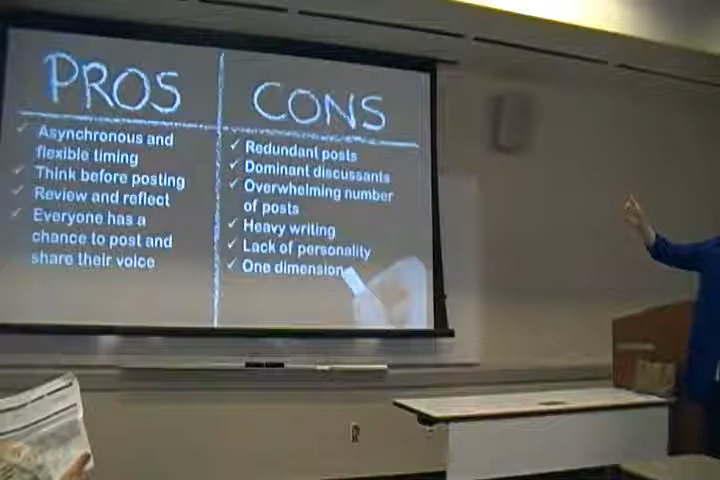 PROS
Asynchronous and
flexible timing
Think before posting
Review and reflect
Everyone has a
chance to post and
share their voice
CONS
Redundant posts
Dominant discussants
Overwhelming number
of posts
Heavy writing
Lack of personality
One dimension